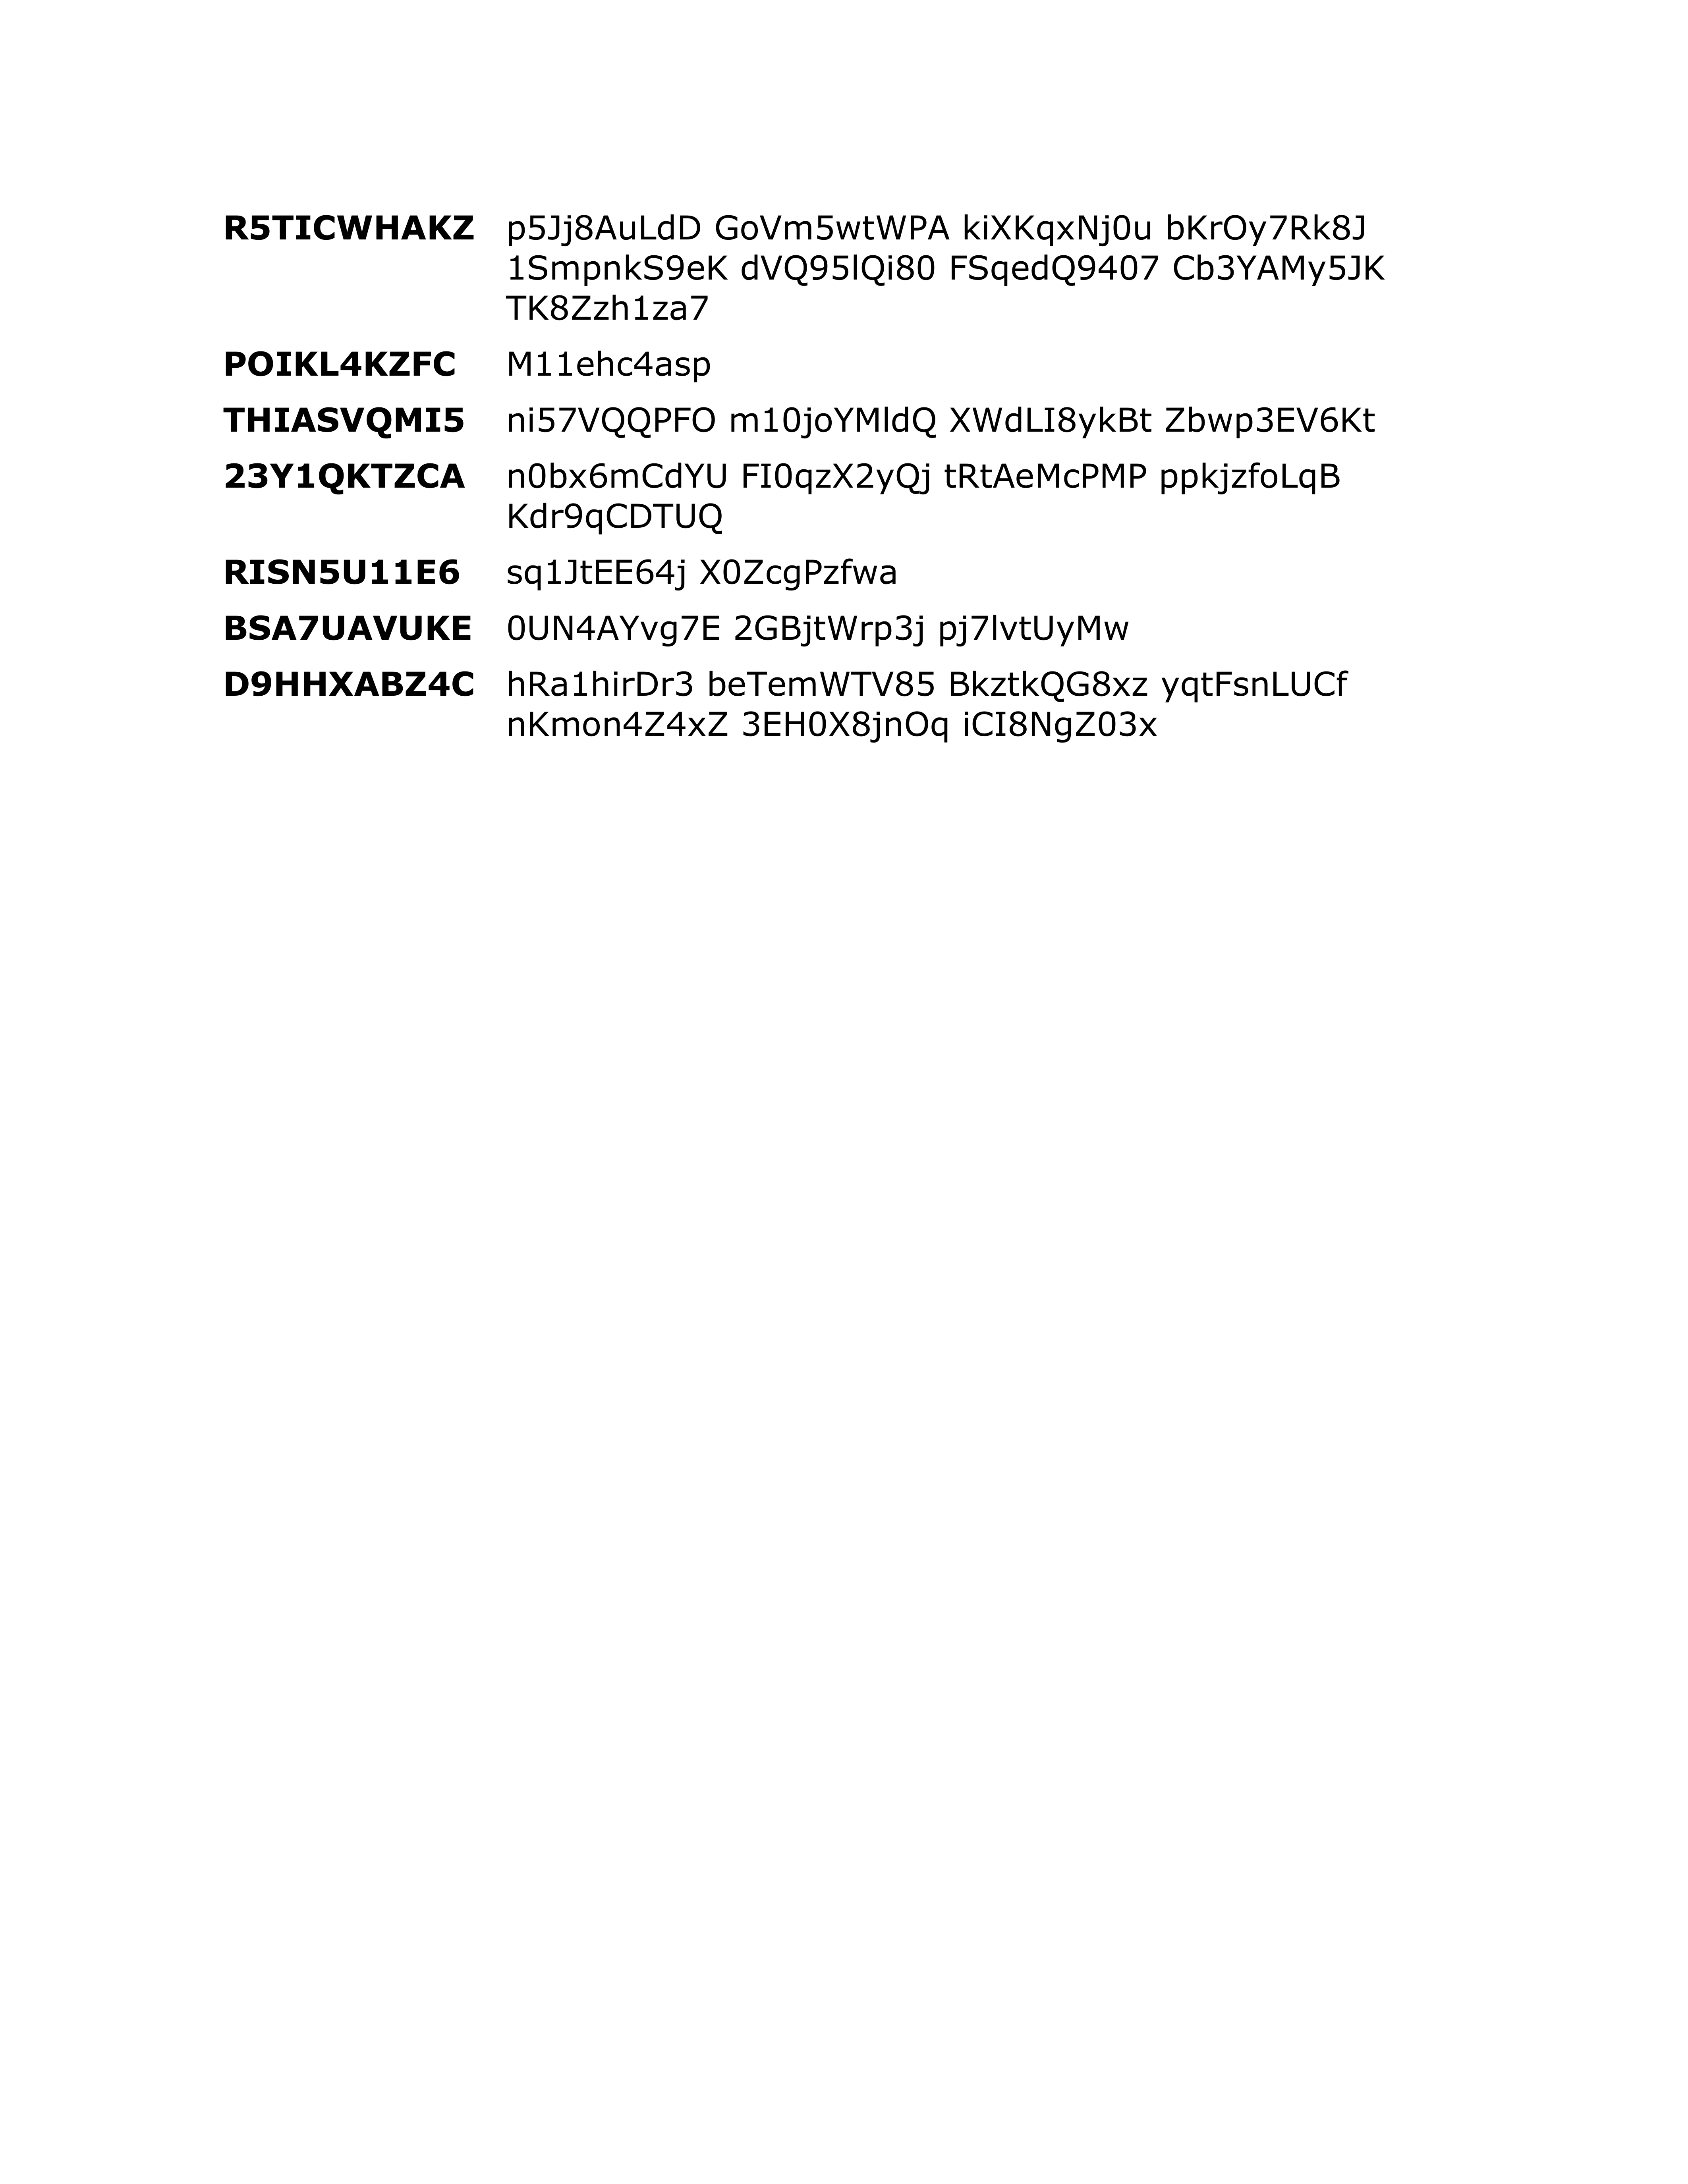 R5TICWHAKZ p5Jj8AuLdD GoVm5wtWPA kiXKqxNj0u bKrOy7Rk8J
1SmpnkS9eK dVQ95lQi80 FSqedQ9407 Cb3YAMy5JK
TK8Zzh1za7
POIKL4KZFC M11ehc4asp
THIASVQMI5 ni57VQQPFO m10joYMldQ XWdLI8ykBt Zbwp3EV6Kt
23Y1QKTZCA n0bx6mCdYU FI0qzX2yQj tRtAeMcPMP ppkjzfoLqB
Kdr9qCDTUQ
RISN5U11E6 sq1JtEE64j X0ZcgPzfwa
BSA7UAVUKE 0UN4AYvg7E 2GBjtWrp3j pj7lvtUyMw
D9HHXABZ4C hRa1hirDr3 beTemWTV85 BkztkQG8xz yqtFsnLUCf
nKmon4Z4xZ 3EH0X8jnOq iCI8NgZ03x